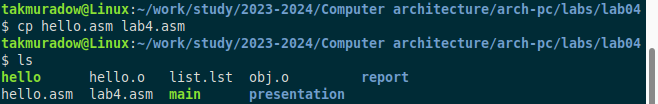 takmuradow@Linux:~/work/study/2023-2024/Computer architecture/arch-pc/labs/lab04
$ cp hello.asm lab4.asm
takmuradow@Linux:~/work/study/2023-2024/Computer architecture/arch-pc/labs/lab04
$ ls
hello hello.o list.lst obj.o report
hello.asm lab4.asm main presentation